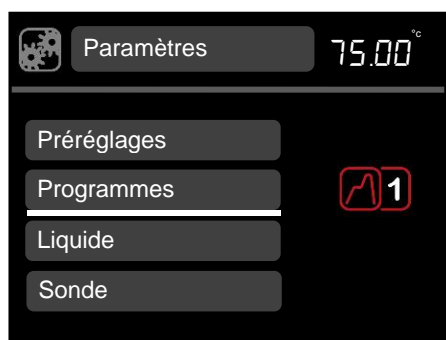 Paramètres
75.00°c
Préréglages
Programmes
1
Liquide
Sonde